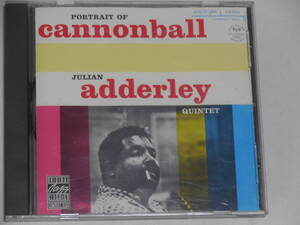 PORTRAIT OF
cannonball
JULIAN
adderley
QUINTET